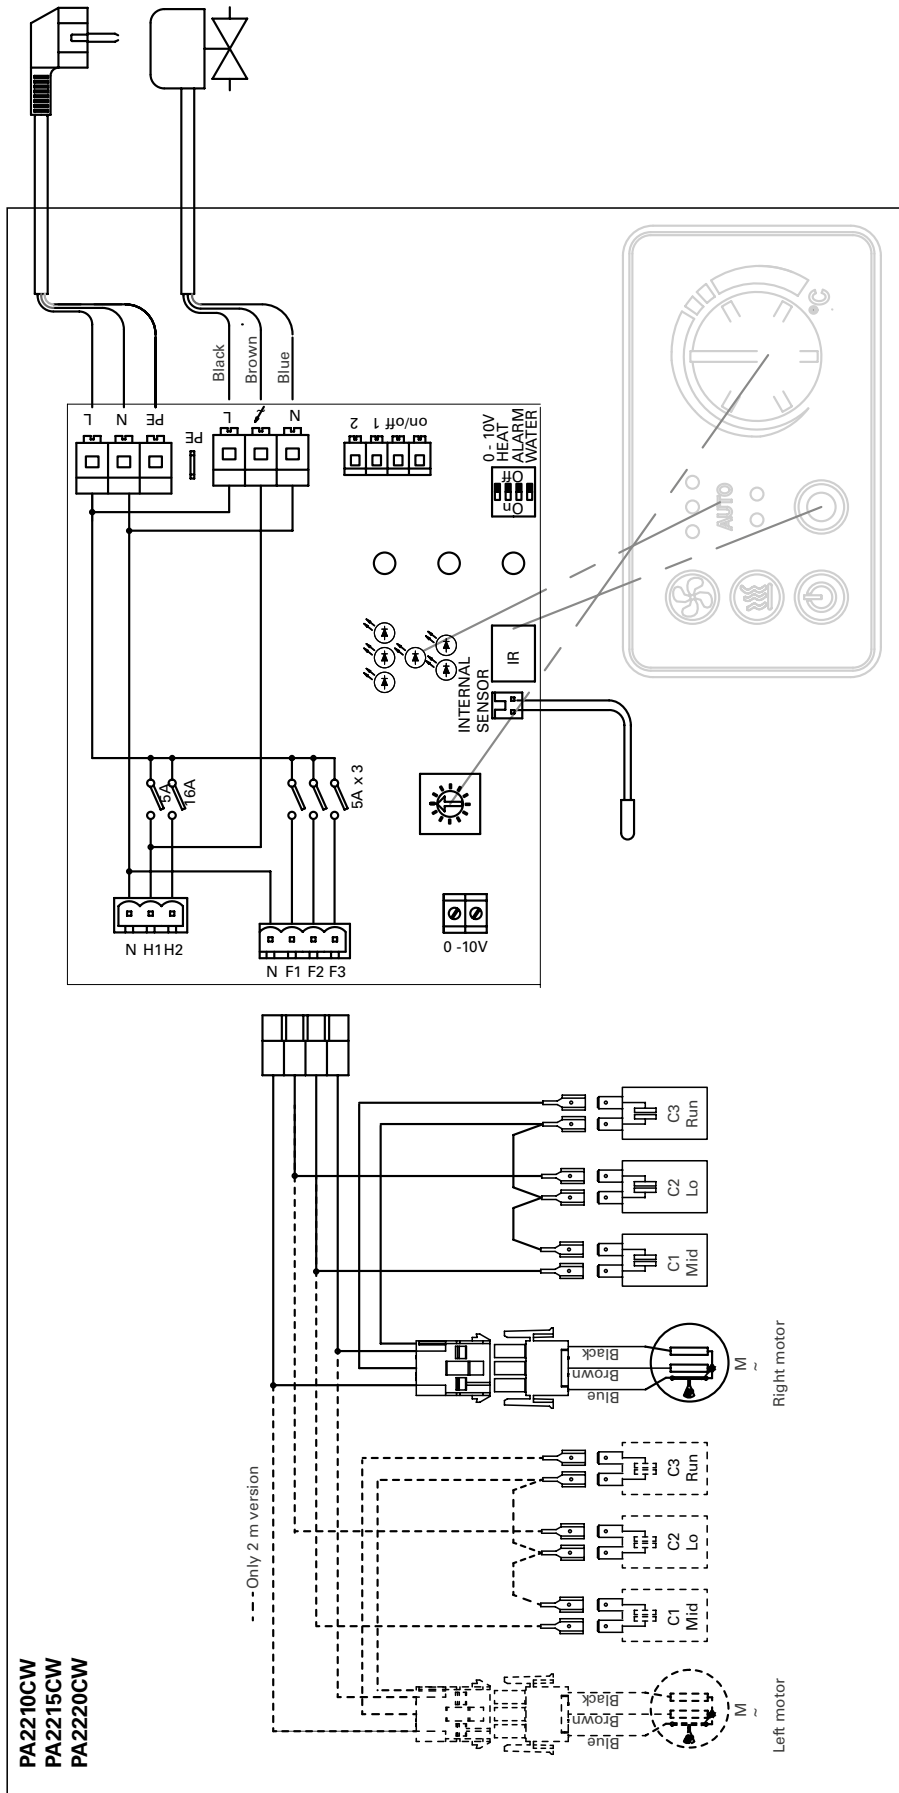 L
N
PE
PE
Black
Brown
Blue
L
N
2
1
on/off
0 - 10V
HEAT
ALARM
WATER
Off
On
°C
AUTO
IR
INTERNAL
SENSOR
5A
16A
5A x 3
N H1 H2
N F1 F2 F3
0 -10V
C3
Run
C2
Lo
C1
Mid
Black
Brown
Blue
M
~
Right motor
Only 2 m version
C3
Run
C2
Lo
C1
Mid
Black
Brown
Blue
M
~
Left motor
PA2210CW
PA2215CW
PA2220CW